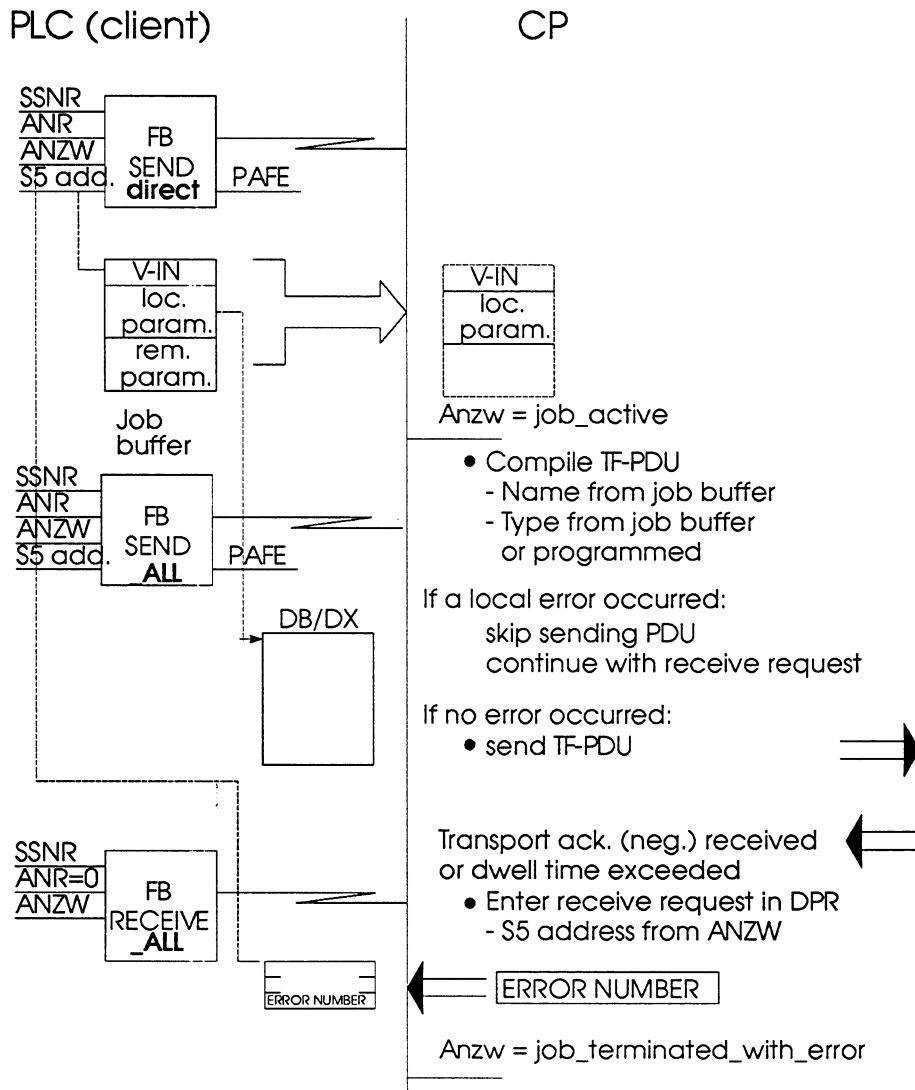 PLC (client)
CP
SSNR
ANR
ANZW
S5 add.
FB
SEND
direct
PAFE
V-IN
loc.
param.
rem.
param.
Job
buffer
V-IN
loc.
param.
Anzw = job_active
• Compile TF-PDU
- Name from job buffer
- Type from job buffer
or programmed
SSNR
ANR
ANZW
S5 add.
FB
SEND
_ALL
PAFE
DB/DX
If a local error occurred:
skip sending PDU
continue with receive request
If no error occurred:
• send TF-PDU
Transport ack. (neg.) received
or dwell time exceeded
• Enter receive request in DPR
- S5 address from ANZW
SSNR
ANR=0
ANZW
FB
RECEIVE
_ALL
ERROR NUMBER
ERROR NUMBER
Anzw = job_terminated_with_error